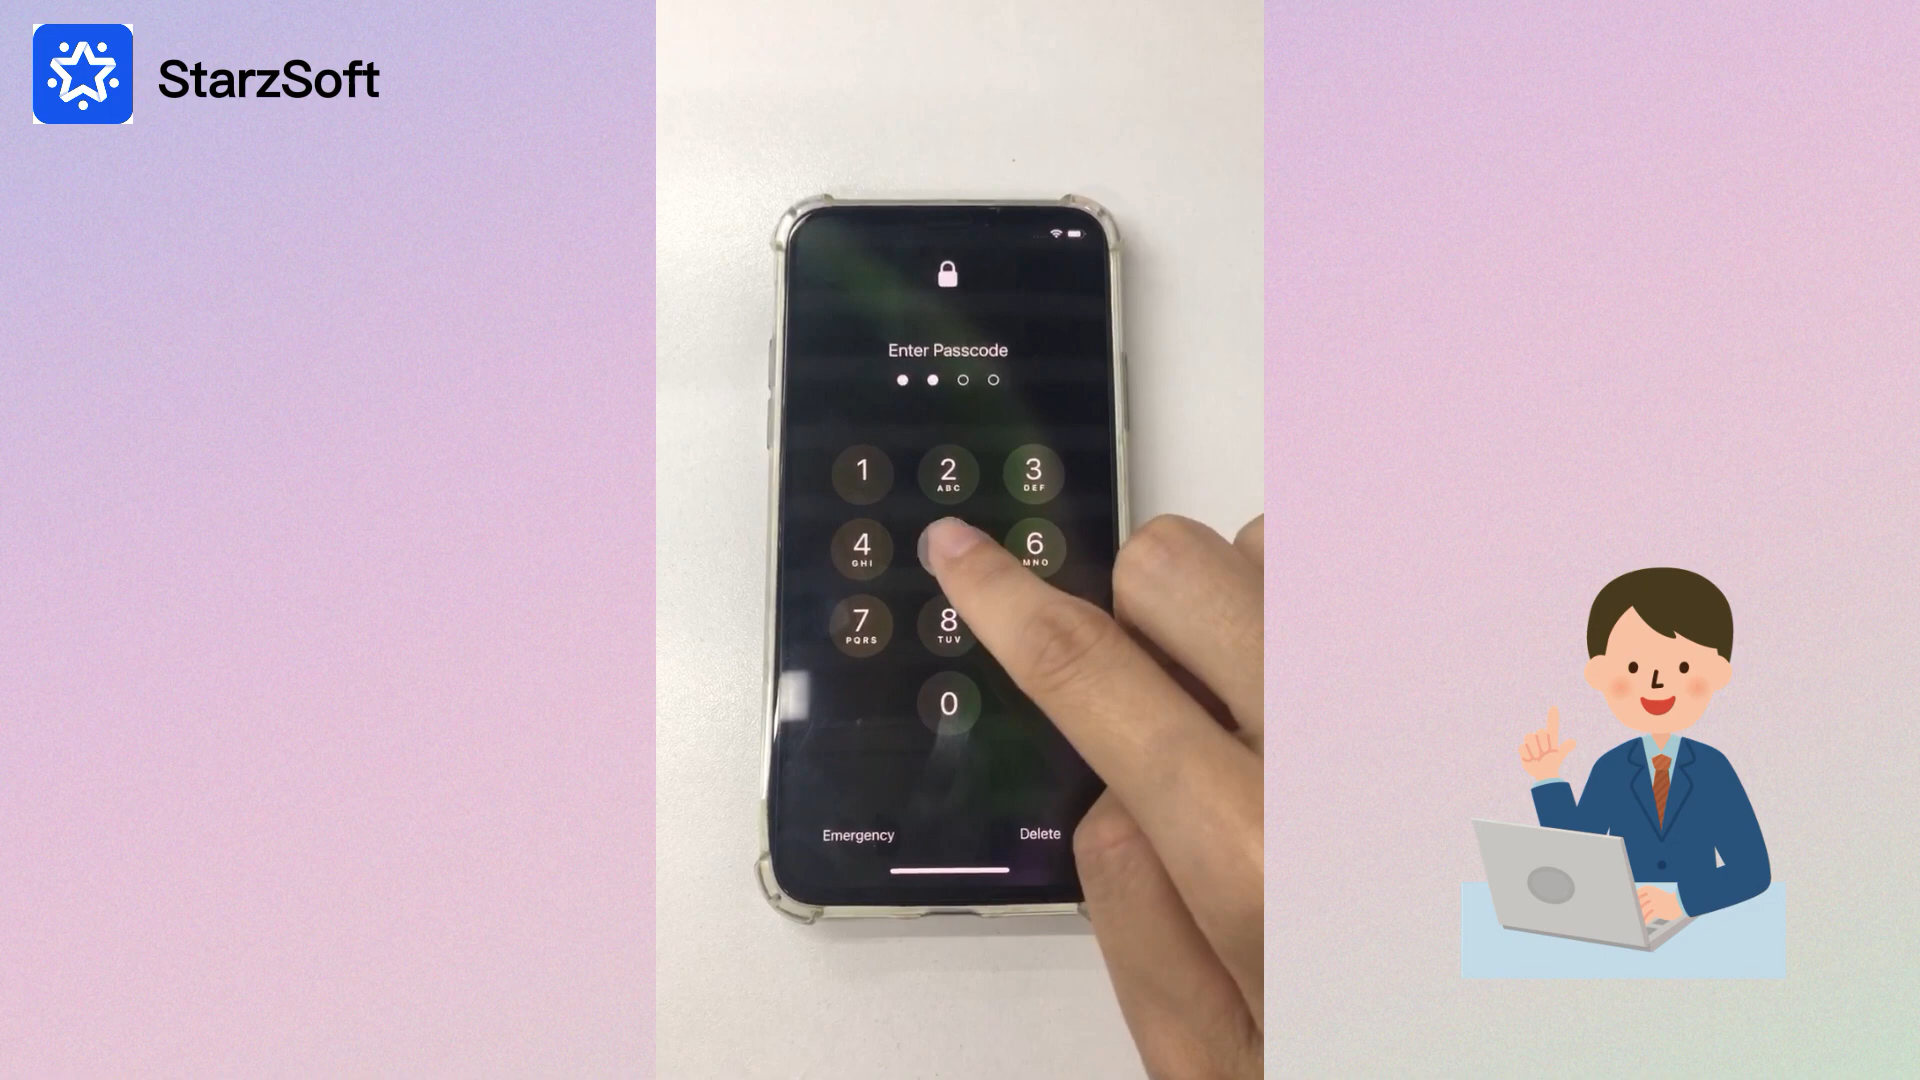 StarzSoft
Enter Passcode
1
2
ABC
3
DEF
4
GHI
6
MNO
7
PQRS
8
TUV
0
Emergency
Delete